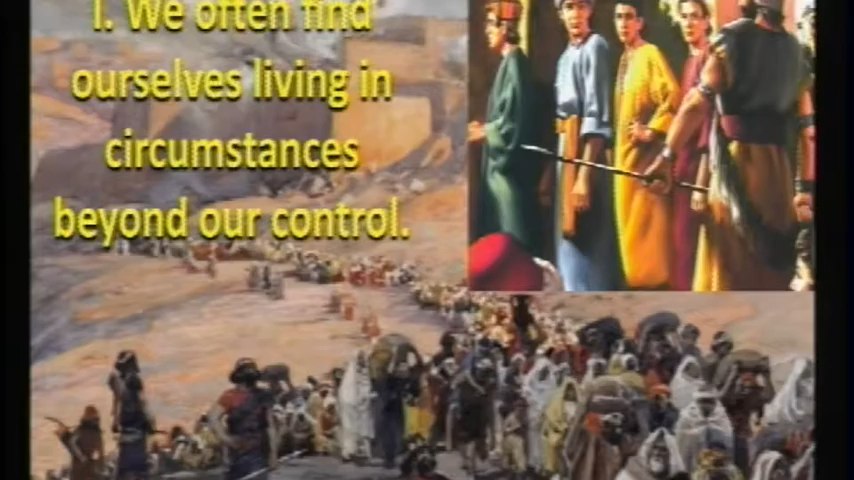 I. We often find
ourselves living in
circumstances
beyond our control.